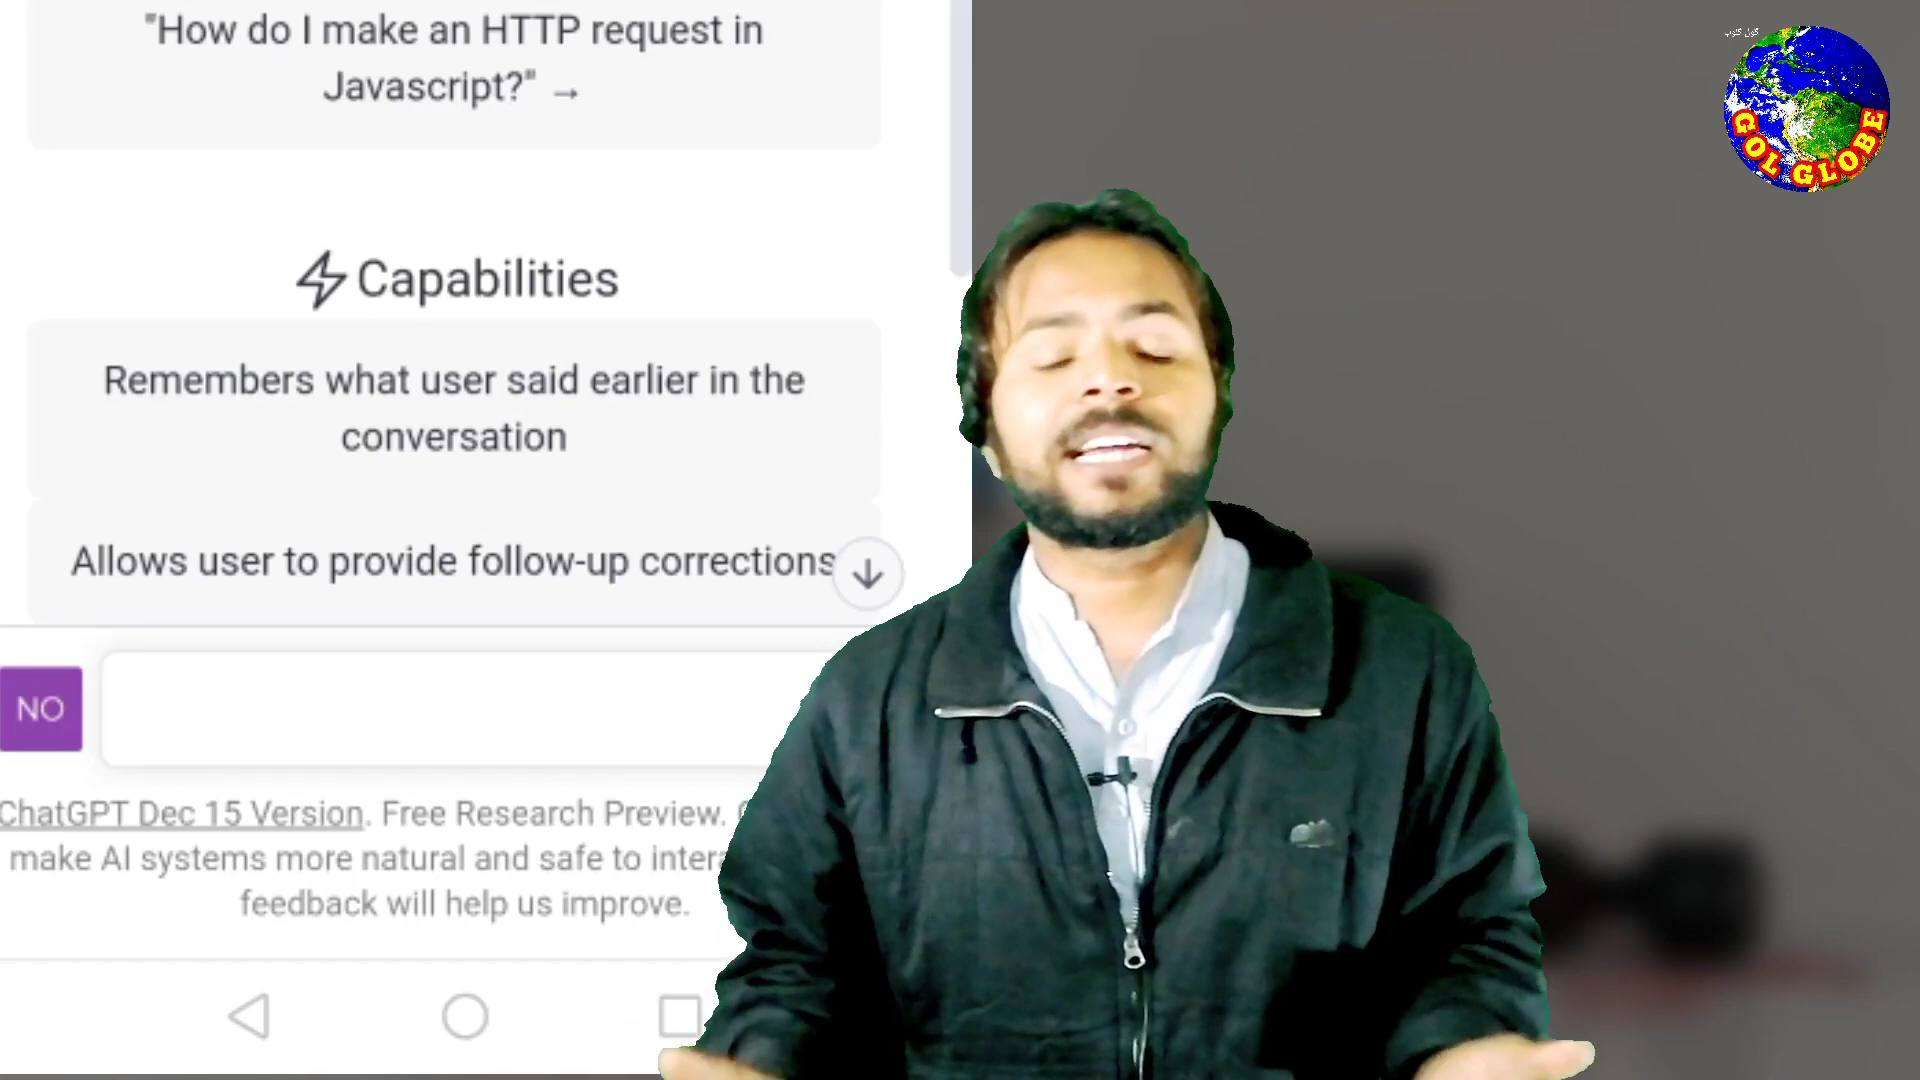 "How do I make an HTTP request in
Javascript?" →
Capabilities
Remembers what user said earlier in the
conversation
Allows user to provide follow-up corrections
NO
ChatGPT Dec 15 Version. Free Research Preview.
make AI systems more natural and safe to
feedback will help us improve.
گول گلوب
GOL GLOBE